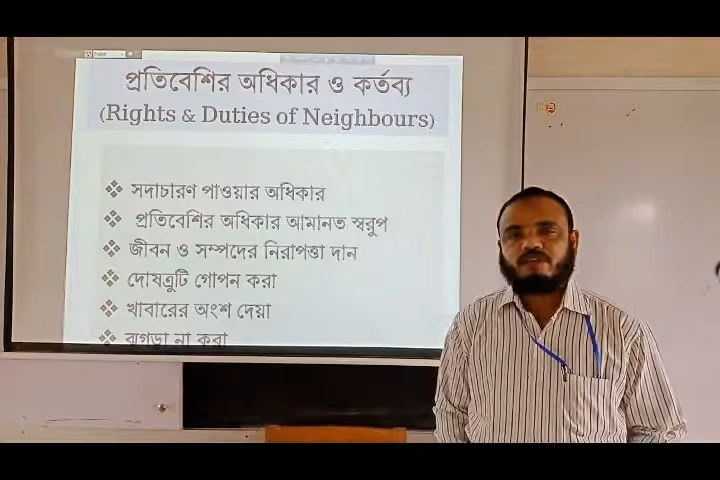 প্রতিবেশির অধিকার ও কর্তব্য
(Rights & Duties of Neighbours)
❖ সদাচারণ পাওয়ার অধিকার
❖ প্রতিবেশির অধিকার আমানত স্বরুপ
❖ জীবন ও সম্পদের নিরাপত্তা দান
❖ দোষত্রুটি গোপন করা
❖ খাবারের অংশ দেয়া
❖ ঝগড়া না করা